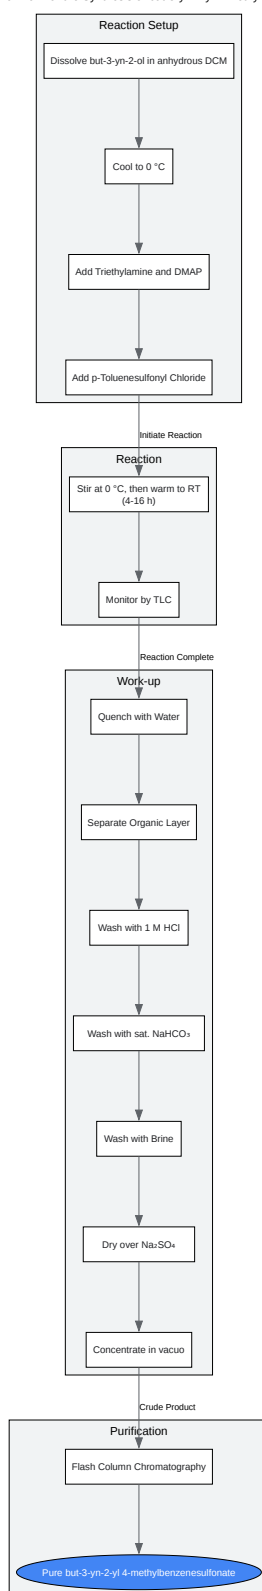 Reaction Setup
Dissolve but-3-yn-2-ol in anhydrous DCM
Cool to 0 °C
Add Triethylamine and DMAP
Add p-Toluenesulfonyl Chloride
Initiate Reaction
Reaction
Stir at 0 °C, then warm to RT
(4-16 h)
Monitor by TLC
Reaction Complete
Work-up
Quench with Water
Separate Organic Layer
Wash with 1 M HCl
Wash with sat. NaHCO₃
Wash with Brine
Dry over Na₂SO₄
Concentrate in vacuo
Crude Product
Purification
Flash Column Chromatography
Pure but-3-yn-2-yl 4-methylbenzenesulfonate